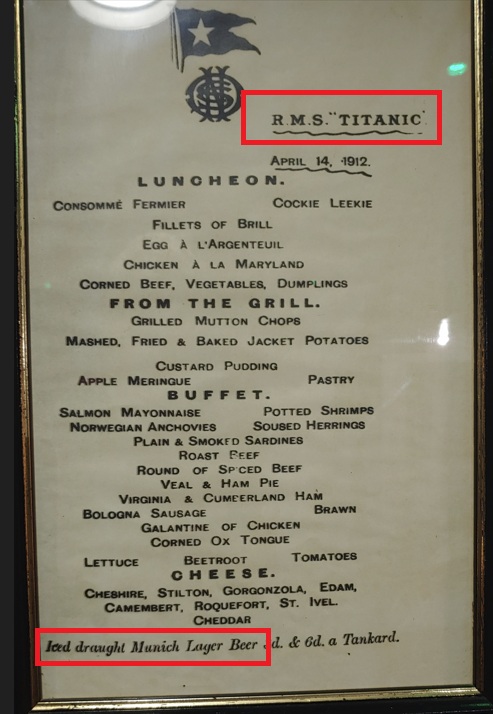 R.M.S. "TITANIC"
APRIL 14, 1912.
LUNCHEON.
CONSOMMÉ FERMIER COCKIE LEEKIE
FILLETS OF BRILL
EGG À L'ARGENTEUIL
CHICKEN À LA MARYLAND
CORNED BEEF, VEGETABLES, DUMPLINGS
FROM THE GRILL.
GRILLED MUTTON CHOPS
MASHED, FRIED & BAKED JACKET POTATOES
CUSTARD PUDDING
APPLE MERINGUE PASTRY
BUFFET.
SALMON MAYONNAISE POTTED SHRIMPS
NORWEGIAN ANCHOVIES SOUSED HERRINGS
PLAIN & SMOKED SARDINES
ROAST BEEF
ROUND OF SPICED BEEF
VEAL & HAM PIE
VIRGINIA & CUMBERLAND HAM
BOLOGNA SAUSAGE BRAWN
GALANTINE OF CHICKEN
CORNED OX TONGUE
LETTUCE BEETROOT TOMATOES
CHEESE.
CHESHIRE, STILTON, GORGONZOLA, EDAM,
CAMEMBERT, ROQUEFORT, ST. IVEL.
CHEDDAR
Iced draught Munich Lager Beer & 6d. a Tankard.